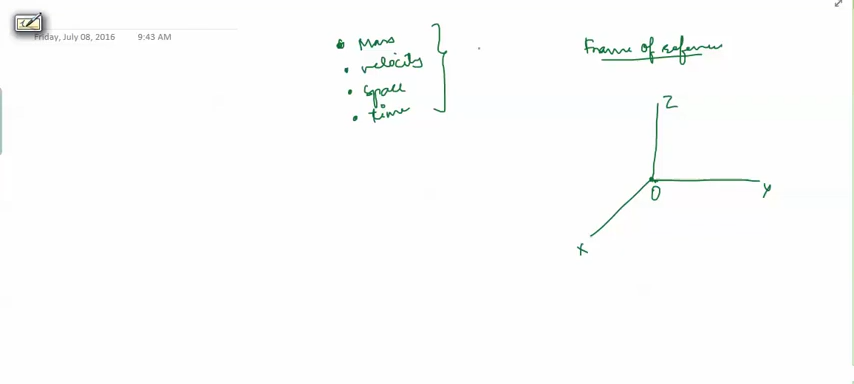 Friday, July 08, 2016 9:43 AM
• Mass
• velocity
• space
• time
Frame of reference
Z
O
y
x